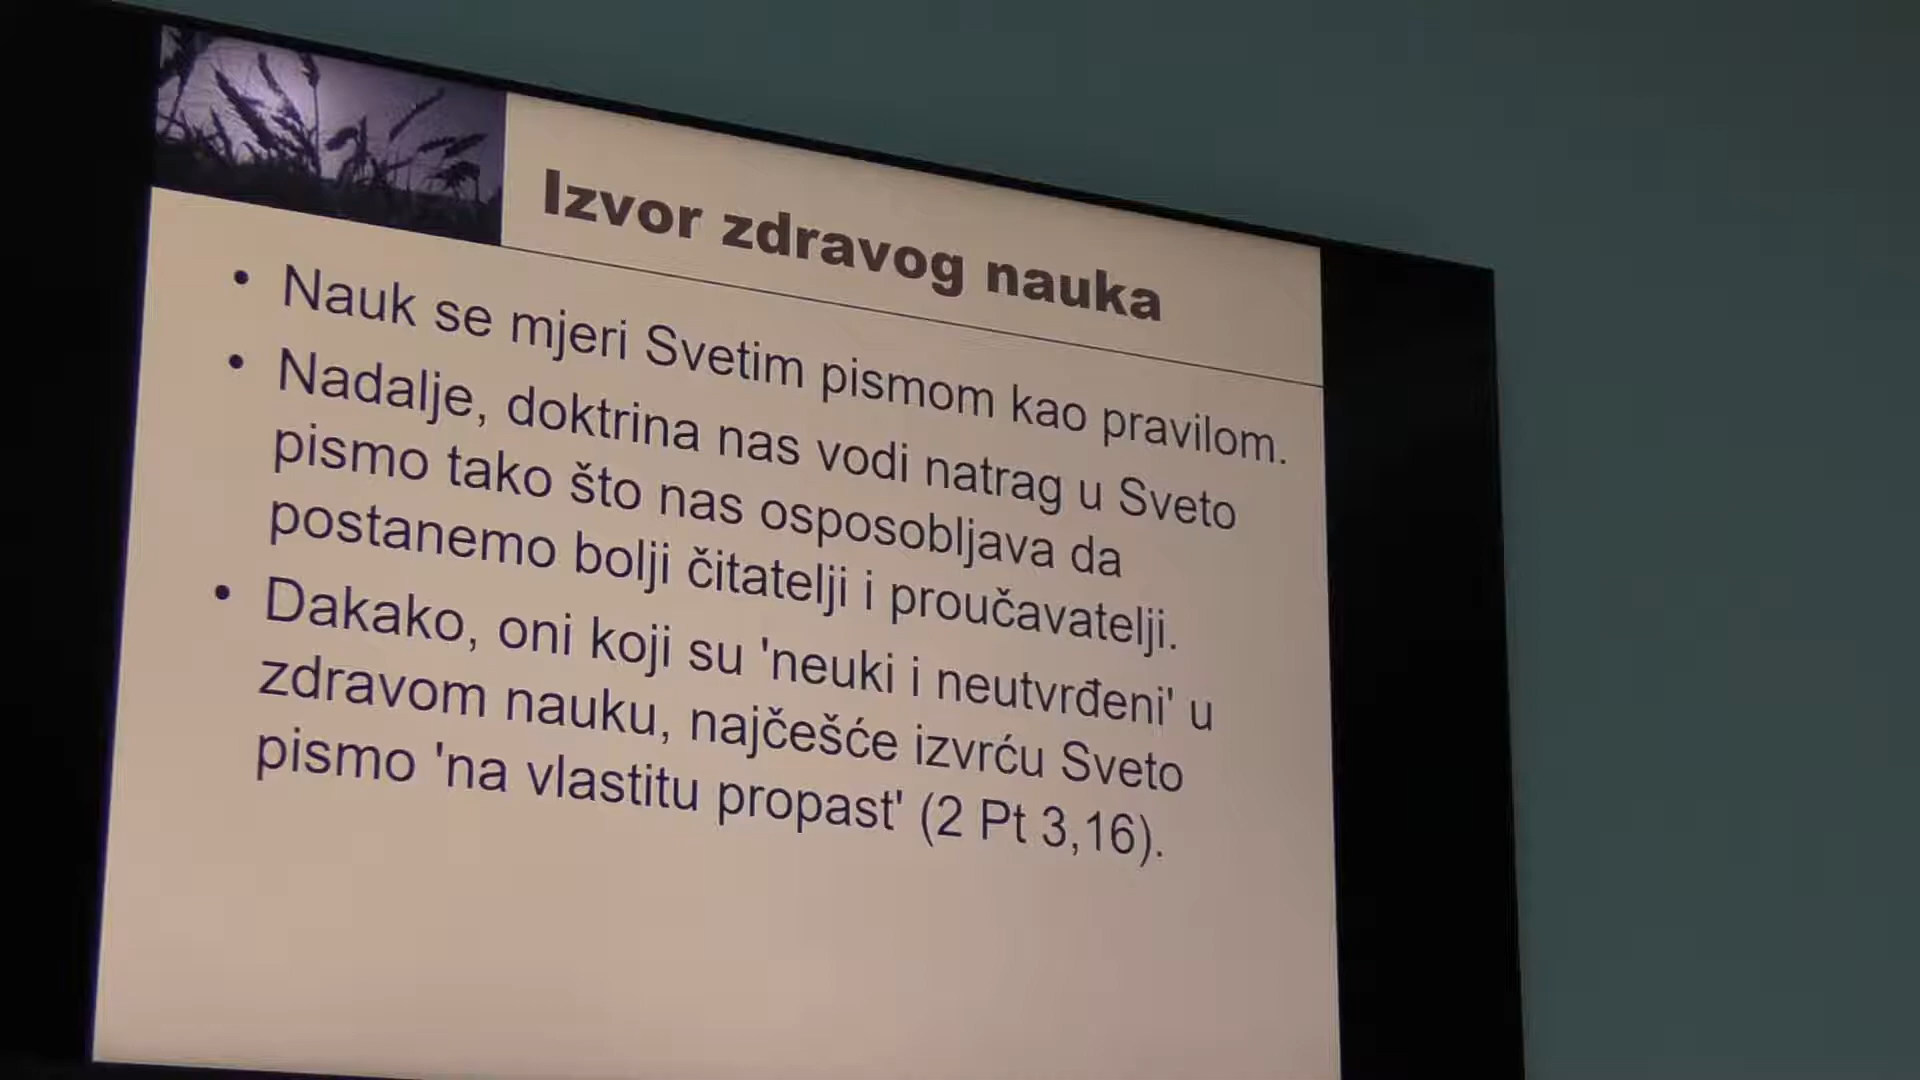 Izvor zdravog nauka
• Nauk se mjeri Svetim pismom kao pravilom.
• Nadalje, doktrina nas vodi natrag u Sveto
pismo tako što nas osposobljava da
postanemo bolji čitatelji i proučavatelji.
• Dakako, oni koji su 'neuki i neutvrđeni' u
zdravom nauku, najčešće izvrću Sveto
pismo 'na vlastitu propast' (2 Pt 3,16).